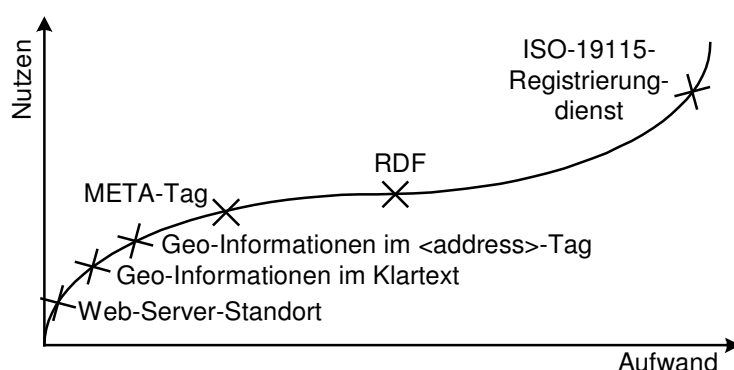 Nutzen
ISO-19115-
Registrierung-
dienst
RDF
META-Tag
Geo-Informationen im <address>-Tag
Geo-Informationen im Klartext
Web-Server-Standort
Aufwand